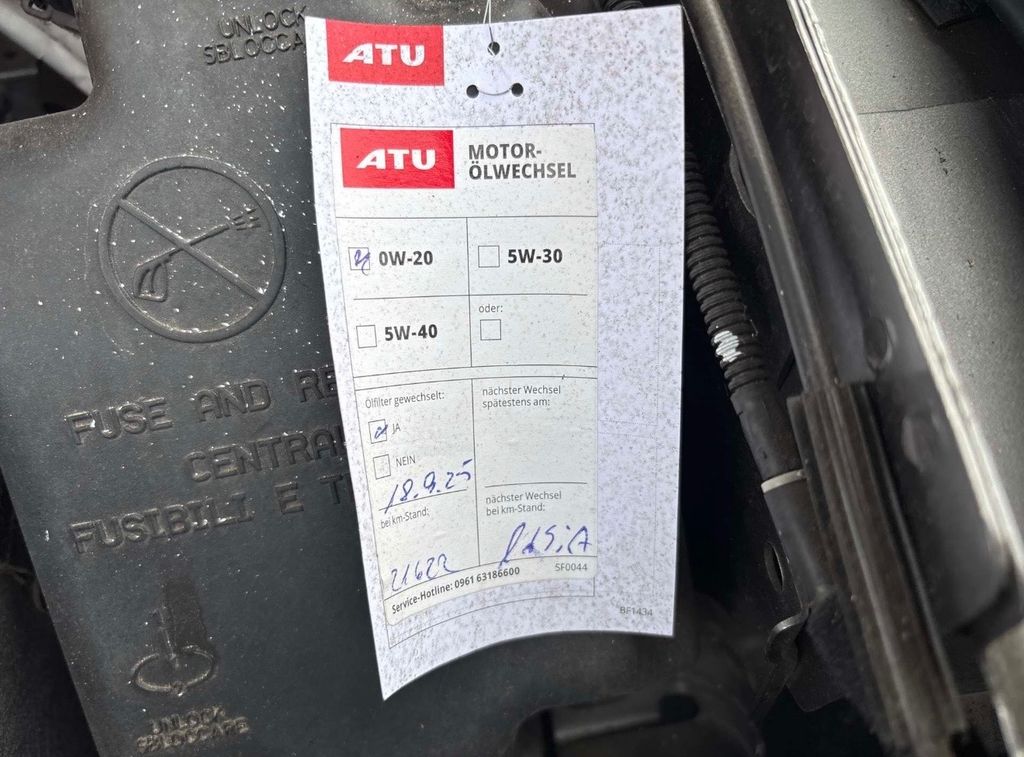 UNLOCK
SBLOCCA
ATU
ATU
MOTOR-
ÖLWECHSEL
0W-20
5W-30
5W-40
oder:
Ölfilter gewechselt:
JA
NEIN
18.9.25
bei km-Stand:
21622
nächster Wechsel
spätestens am:
nächster Wechsel
bei km-Stand:
Service-Hotline: 0961 63186600
SF0044
BF1434
FUSE AND RE
CENTRA
FUSIBILI E T
UNLOCK
SBLOCCARE